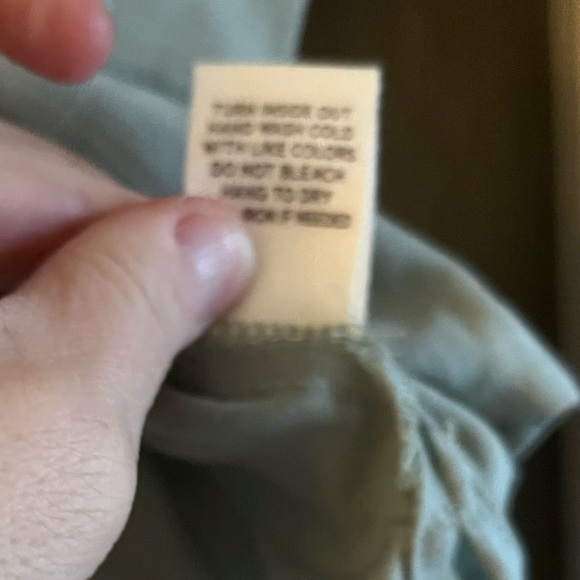 TURN INSIDE OUT
HAND WASH COLD
WITH LIKE COLORS
DO NOT BLEACH
HANG TO DRY
IRON IF NEEDED